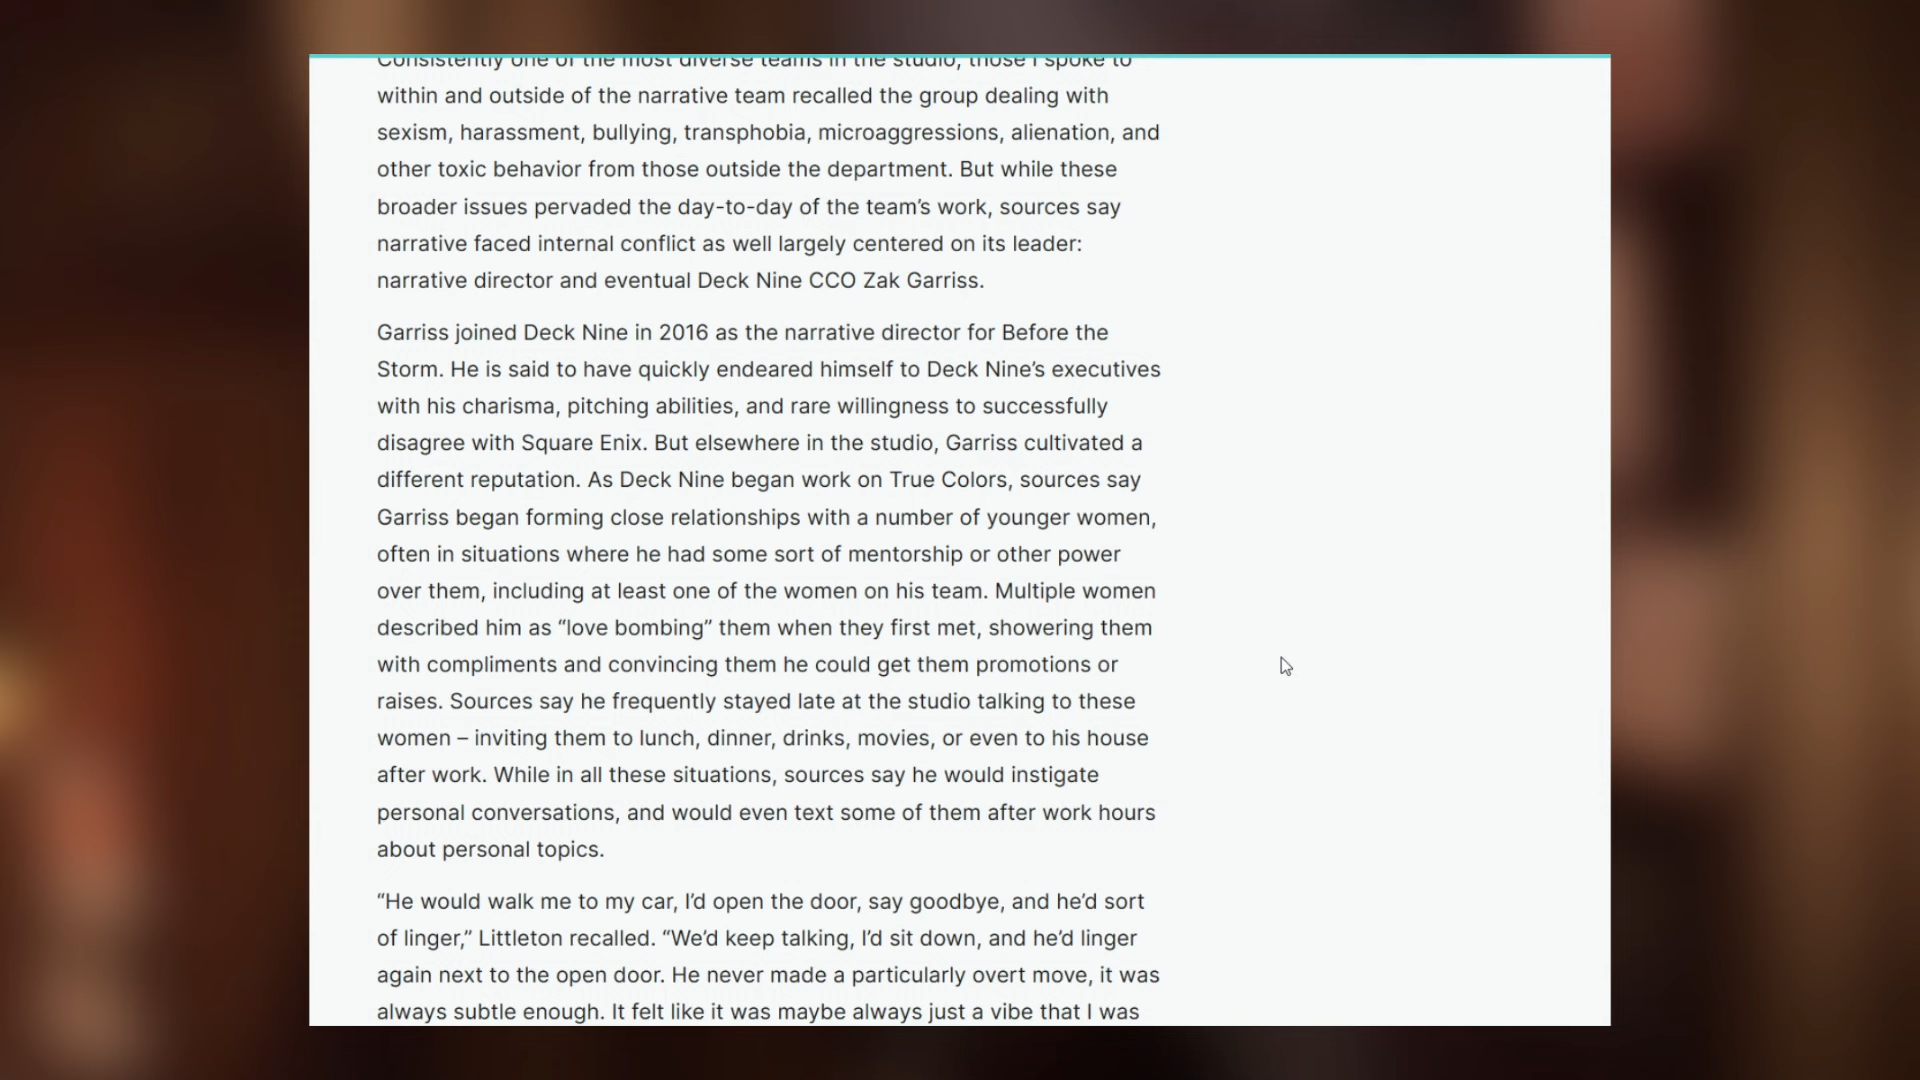 Consistently one of the most diverse teams in the studio, those I spoke to
within and outside of the narrative team recalled the group dealing with
sexism, harassment, bullying, transphobia, microaggressions, alienation, and
other toxic behavior from those outside the department. But while these
broader issues pervaded the day-to-day of the team’s work, sources say
narrative faced internal conflict as well largely centered on its leader:
narrative director and eventual Deck Nine CCO Zak Garriss.
Garriss joined Deck Nine in 2016 as the narrative director for Before the
Storm. He is said to have quickly endeared himself to Deck Nine’s executives
with his charisma, pitching abilities, and rare willingness to successfully
disagree with Square Enix. But elsewhere in the studio, Garriss cultivated a
different reputation. As Deck Nine began work on True Colors, sources say
Garriss began forming close relationships with a number of younger women,
often in situations where he had some sort of mentorship or other power
over them, including at least one of the women on his team. Multiple women
described him as “love bombing” them when they first met, showering them
with compliments and convincing them he could get them promotions or
raises. Sources say he frequently stayed late at the studio talking to these
women – inviting them to lunch, dinner, drinks, movies, or even to his house
after work. While in all these situations, sources say he would instigate
personal conversations, and would even text some of them after work hours
about personal topics.
“He would walk me to my car, I’d open the door, say goodbye, and he’d sort
of linger,” Littleton recalled. “We’d keep talking, I’d sit down, and he’d linger
again next to the open door. He never made a particularly overt move, it was
always subtle enough. It felt like it was maybe always just a vibe that I was